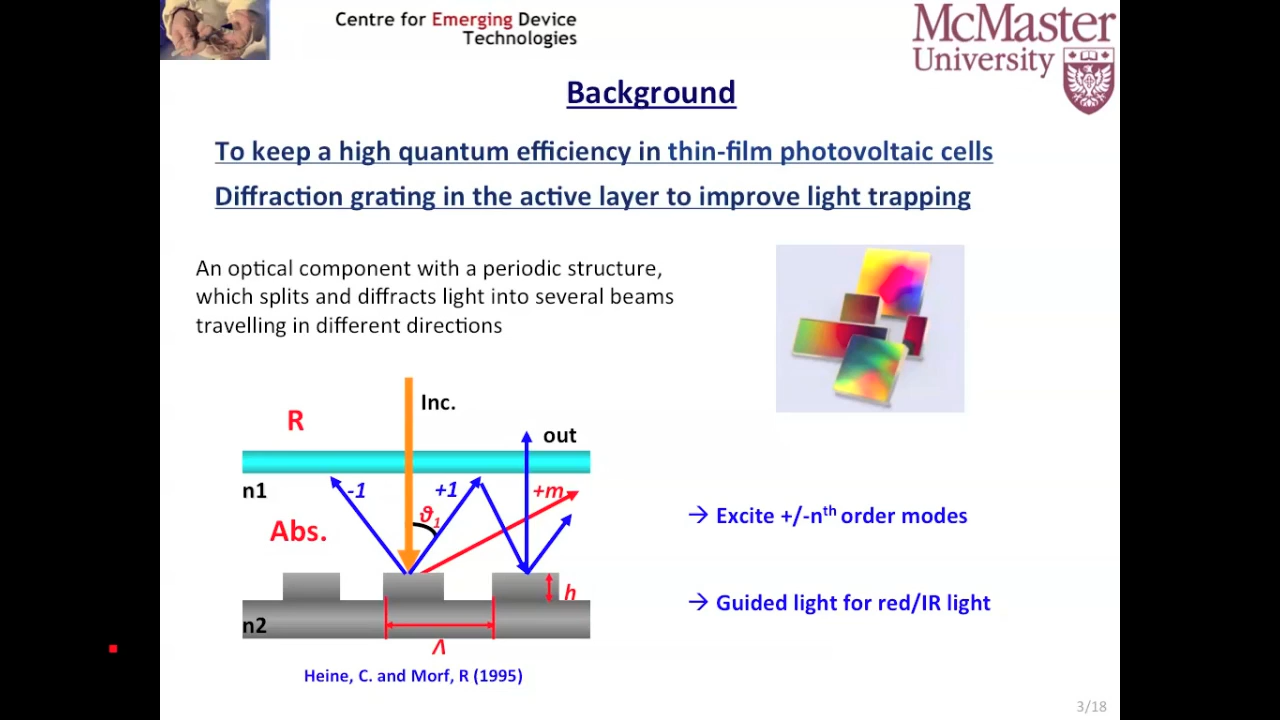 Centre for Emerging Device
Technologies
McMaster
University
Background
To keep a high quantum efficiency in thin-film photovoltaic cells
Diffraction grating in the active layer to improve light trapping
An optical component with a periodic structure,
which splits and diffracts light into several beams
travelling in different directions
Inc.
R
out
n1
-1
+1
+m
ϑ1
Abs.
→ Excite +/-nth order modes
h
→ Guided light for red/IR light
n2
Λ
Heine, C. and Morf, R (1995)
3/18